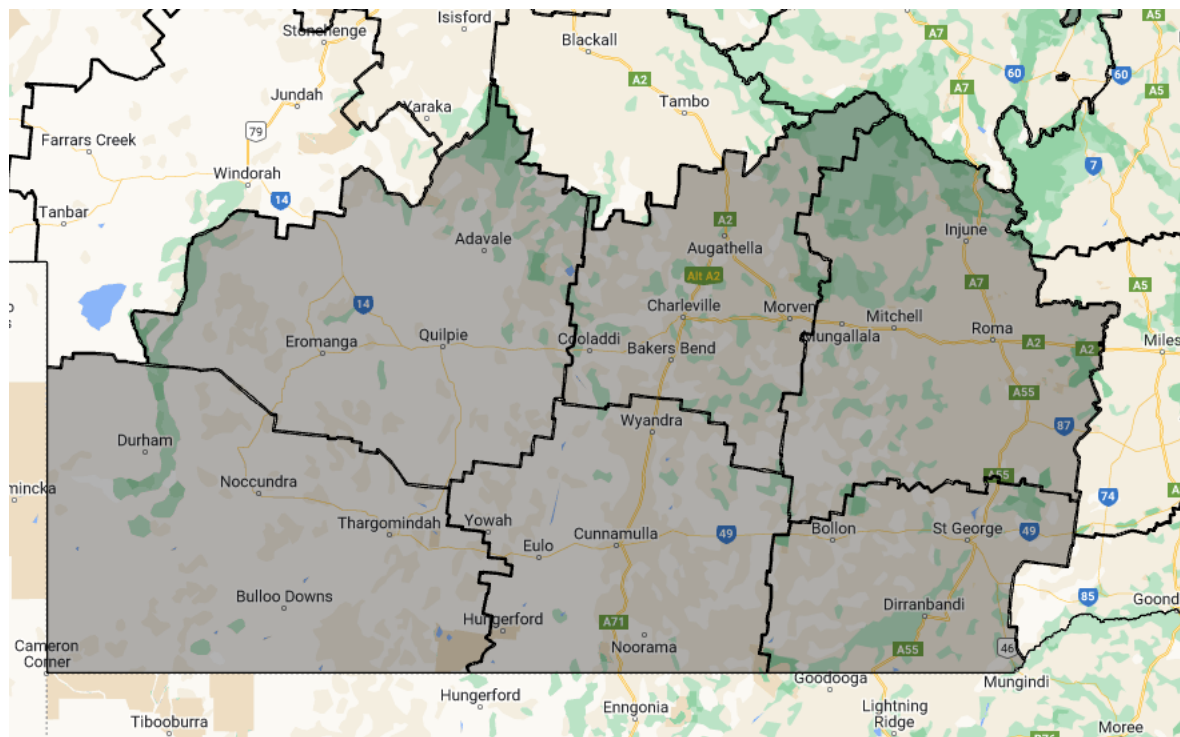 Isisford
Stonehenge
A5
Blackall
A7
60
60
A2
A7
A5
Jundah
Tambo
Yaraka
79
Farrars Creek
7
Windorah
14
Tanbar
A2
Injune
Adavale
Augathella
Alt A2
A7
A5
14
Charleville
Morven
Mitchell
Roma
Quilpie
Mungallala
Eromanga
Cooladdi
A2
A2
Miles
Bakers Bend
A55
Wyandra
87
Durham
A55
Noccundra
mincka
74
A
Thargomindah
Yowah
Bollon
St George
49
Cunnamulla
49
Eulo
Bulloo Downs
85
Goond
Dirranbandi
Hungerford
A71
Cameron
Corner
Noorama
A55
46
Goodooga
Mungindi
Hungerford
Enngonia
Lightning
Ridge
Tibooburra
Moree